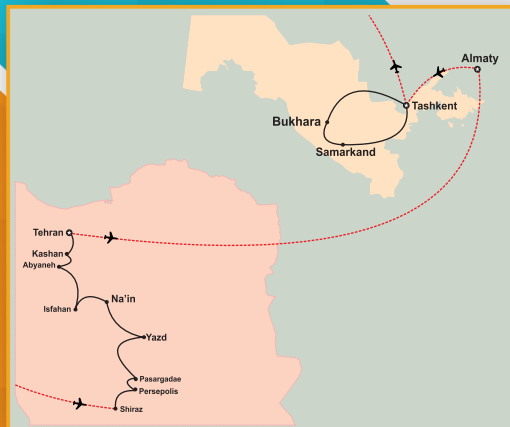 Almaty
Tashkent
Bukhara
Samarkand
Tehran
Kashan
Abyaneh
Na'in
Isfahan
Yazd
Pasargadae
Persepolis
Shiraz